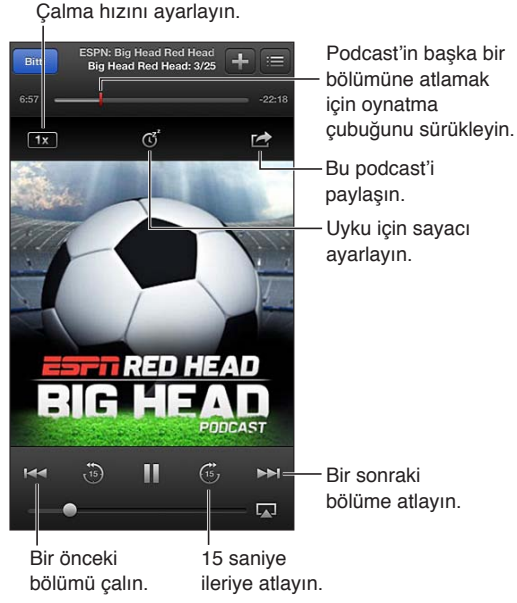 Çalma hızını ayarlayın.
Bitti
ESPN: Big Head Red Head
Big Head Red Head: 3/25
6:57
-22:18
1x
Podcast'in başka bir
bölümüne atlamak
için oynatma
çubuğunu sürükleyin.
Bu podcast'i
paylaşın.
Uyku için sayacı
ayarlayın.
ESPN RED HEAD
BIG HEAD
PODCAST
15
15
Bir sonraki
bölüme atlayın.
Bir önceki
bölümü çalın.
15 saniye
ileriye atlayın.